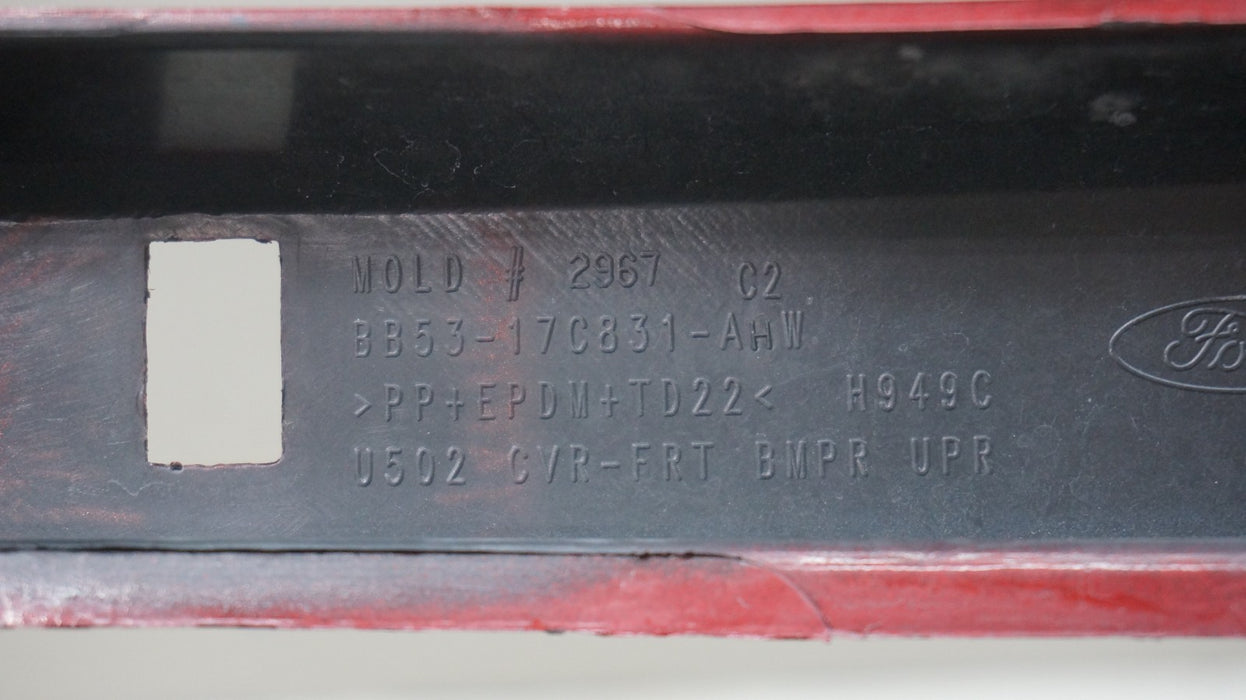 MOLD # 2967 C2
BB53-17C831-AHW
>PP+EPDM+TD22< H949C
U502 CVR-FRT BMPR UPR